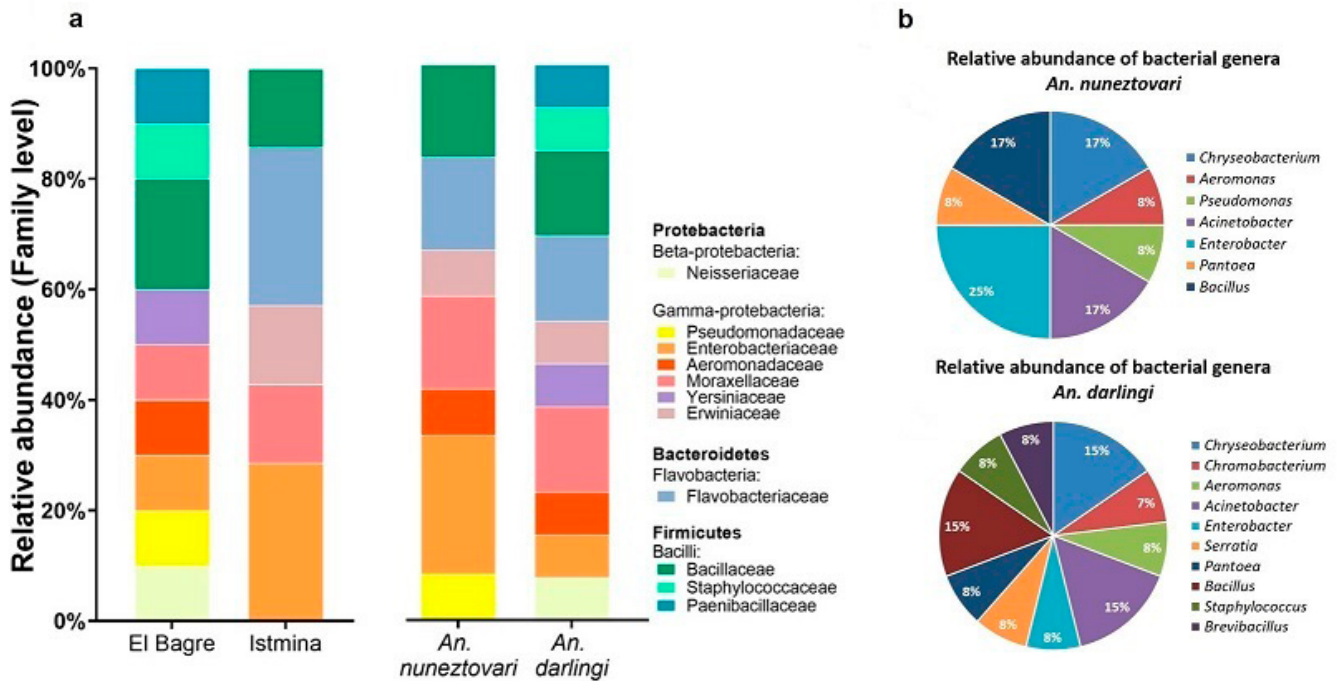 a
Relative abundance (Family level)
100%
80%
60%
40%
20%
0%
El Bagre
Istmina
An.
nuneztovari
An.
darlingi
Protebacteria
Beta-protebacteria:
Neisseriaceae
Gamma-protebacteria:
Pseudomonadaceae
Enterobacteriaceae
Aeromonadaceae
Moraxellaceae
Yersiniaceae
Erwiniaceae
Bacteroidetes
Flavobacteria:
Flavobacteriaceae
Firmicutes
Bacilli:
Bacillaceae
Staphylococcaceae
Paenibacillaceae
b
Relative abundance of bacterial genera
An. nuneztovari
17%
17%
8%
8%
8%
25%
17%
Chryseobacterium
Aeromonas
Pseudomonas
Acinetobacter
Enterobacter
Pantoea
Bacillus
Relative abundance of bacterial genera
An. darlingi
8%
15%
8%
7%
15%
8%
8%
15%
8%
8%
Chryseobacterium
Chromobacterium
Aeromonas
Acinetobacter
Enterobacter
Serratia
Pantoea
Bacillus
Staphylococcus
Brevibacillus